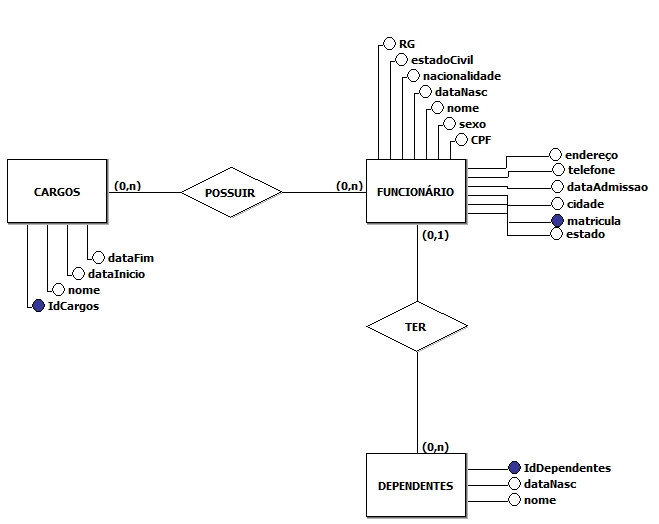 RG
estadoCivil
nacionalidade
dataNasc
nome
sexo
CPF
CARGOS
(0,n)
POSSUIR
(0,n)
FUNCIONÁRIO
endereço
telefone
dataAdmissao
cidade
matricula
estado
(0,1)
dataFim
dataInicio
nome
IdCargos
TER
(0,n)
DEPENDENTES
IdDependentes
dataNasc
nome